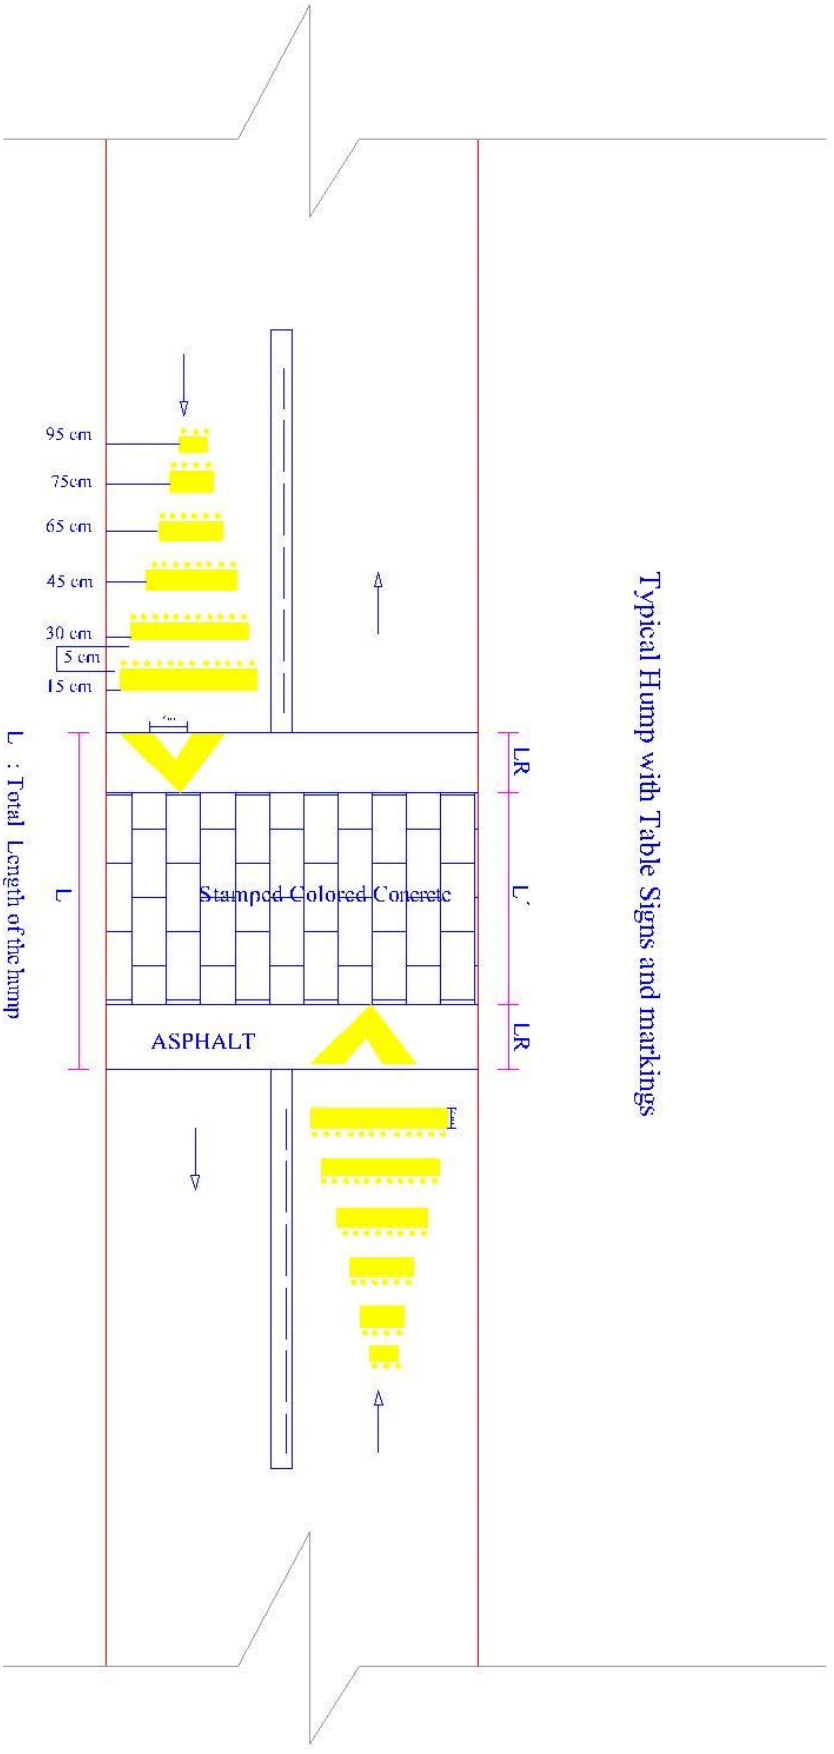 Typical Hump with Table Signs and markings
95 cm
75cm
65 cm
45 cm
30 cm
5 cm
15 cm
LR
L'
LR
L
Stamped Colored Concrete
ASPHALT
L : Total Length of the hump